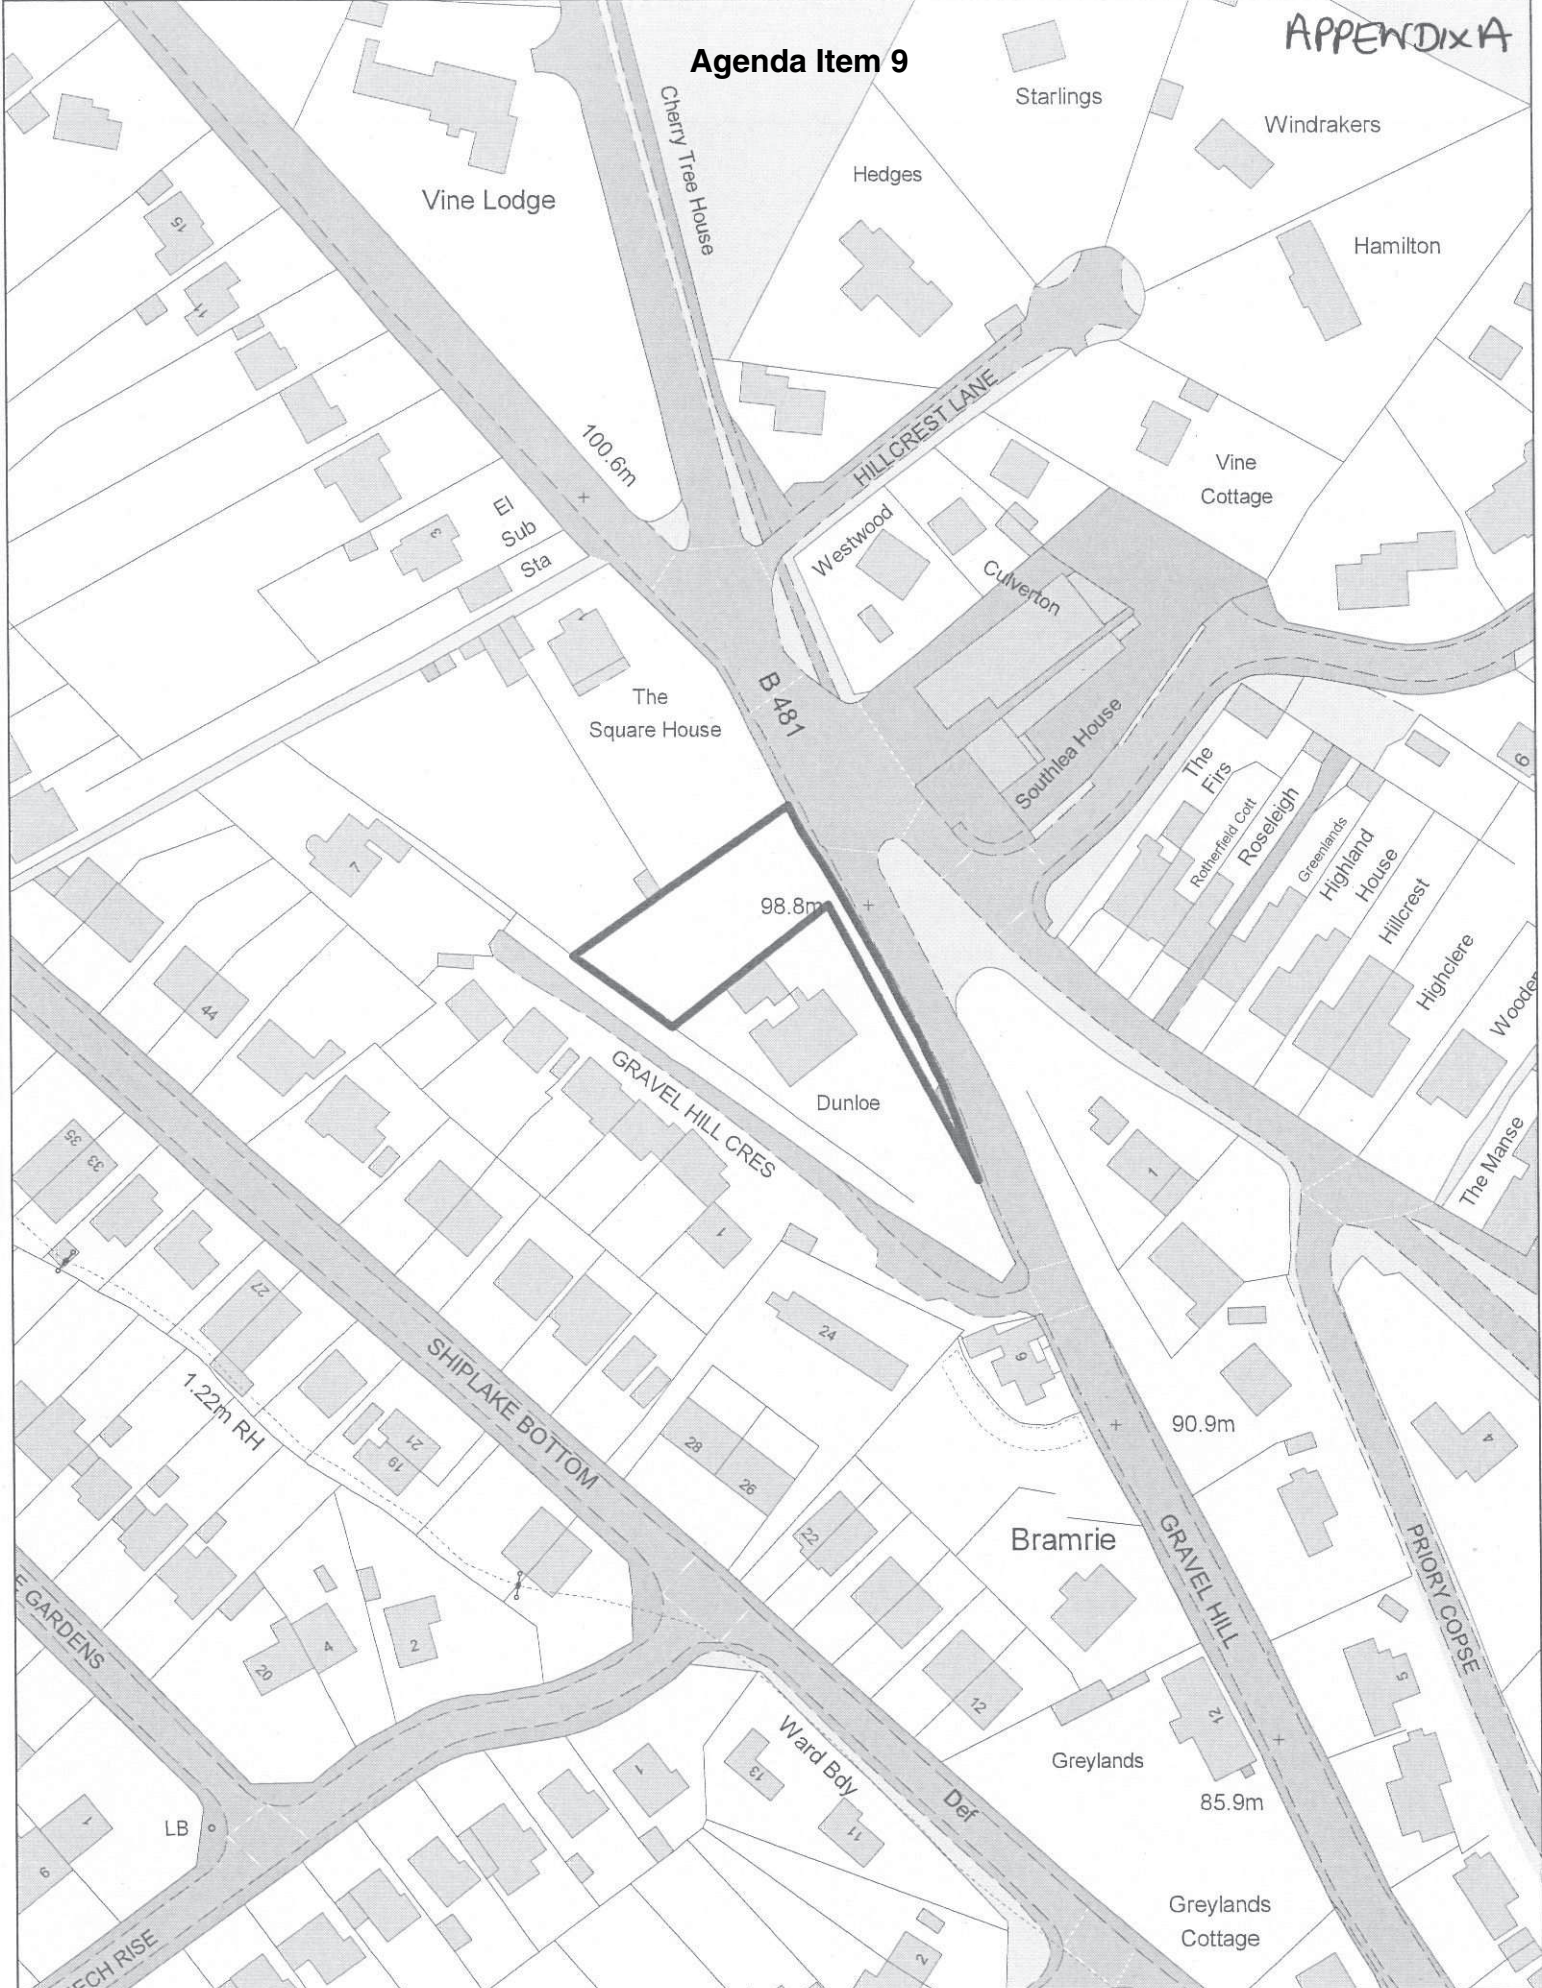 APPENDIX A
Agenda Item 9
Starlings
Windrakers
Cherry Tree House
Hedges
Vine Lodge
Hamilton
15
11
HILLCREST LANE
100.6m
Vine
Cottage
El
Sub
Sta
3
Westwood
Culverton
1
The
Square House
B 481
Southlea House
The
Firs
Rotherfield Cott
Roseleigh
Greenlands
Highland
House
Hillcrest
Highclere
6
7
98.8m
44
GRAVEL HILL CRES
Dunloe
1
The Manse
35
33
1
27
24
9
SHIPLAKE BOTTOM
1.22m RH
90.9m
4
21
19
28
26
22
Bramrie
GRAVEL HILL
PRIORY COPSE
E GARDENS
20
4
2
12
5
12
Ward Bdy
Greylands
1
13
11
Def
85.9m
LB
1
9
Greylands
Cottage
2
ECH RISE